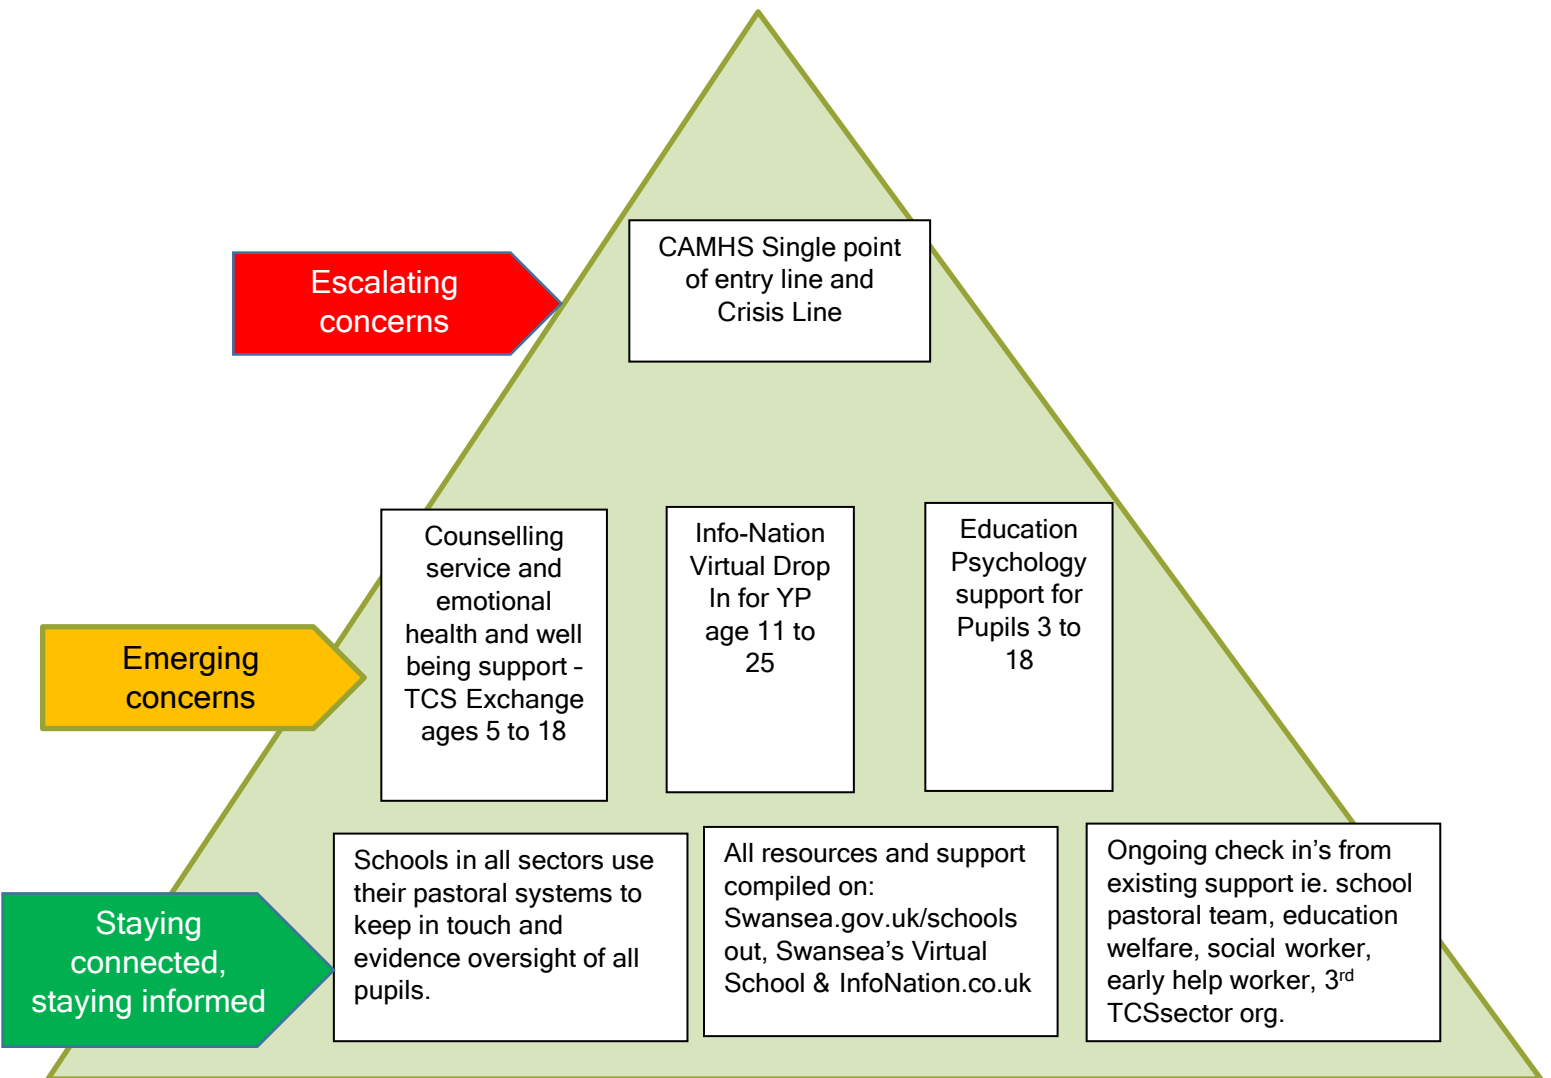 CAMHS Single point
of entry line and
Crisis Line
Escalating
concerns
Counselling
service and
emotional
health and well
being support –
TCS Exchange
ages 5 to 18
Info-Nation
Virtual Drop
In for YP
age 11 to
25
Education
Psychology
support for
Pupils 3 to
18
Emerging
concerns
Schools in all sectors use
their pastoral systems to
keep in touch and
evidence oversight of all
pupils.
All resources and support
compiled on:
Swansea.gov.uk/schools
out, Swansea’s Virtual
School & InfoNation.co.uk
Ongoing check in’s from
existing support ie. school
pastoral team, education
welfare, social worker,
early help worker, 3rd
TCSsector org.
Staying
connected,
staying informed